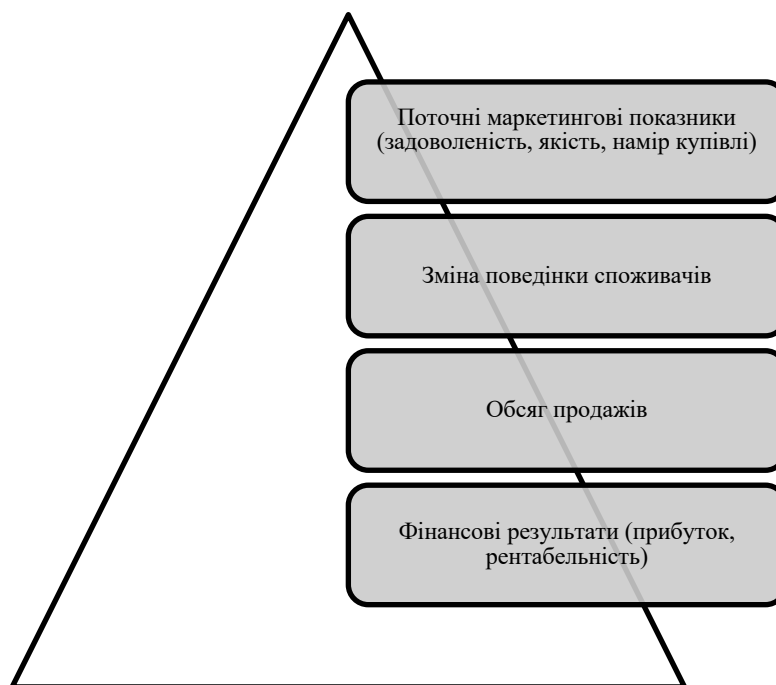 Поточні маркетингові показники
(задоволеність, якість, намір купівлі)
Зміна поведінки споживачів
Обсяг продажів
Фінансові результати (прибуток,
рентабельність)